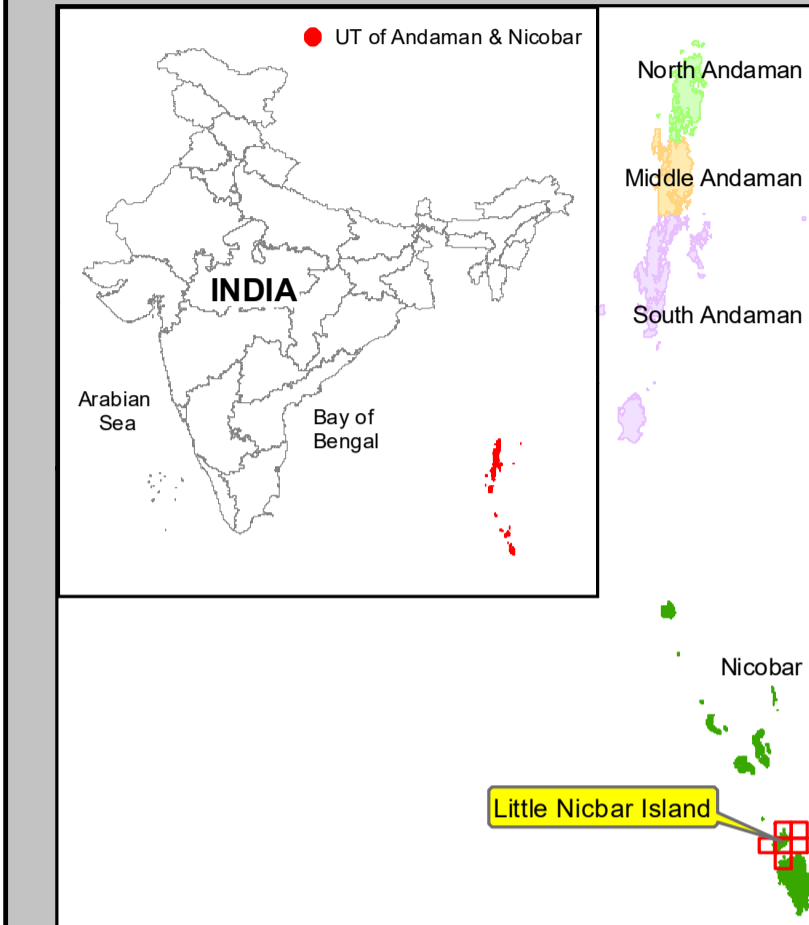 UT of Andaman & Nicobar
INDIA
Arabian
Sea
Bay of
Bengal
North Andaman
Middle Andaman
South Andaman
Nicobar
Little Nicbar Island